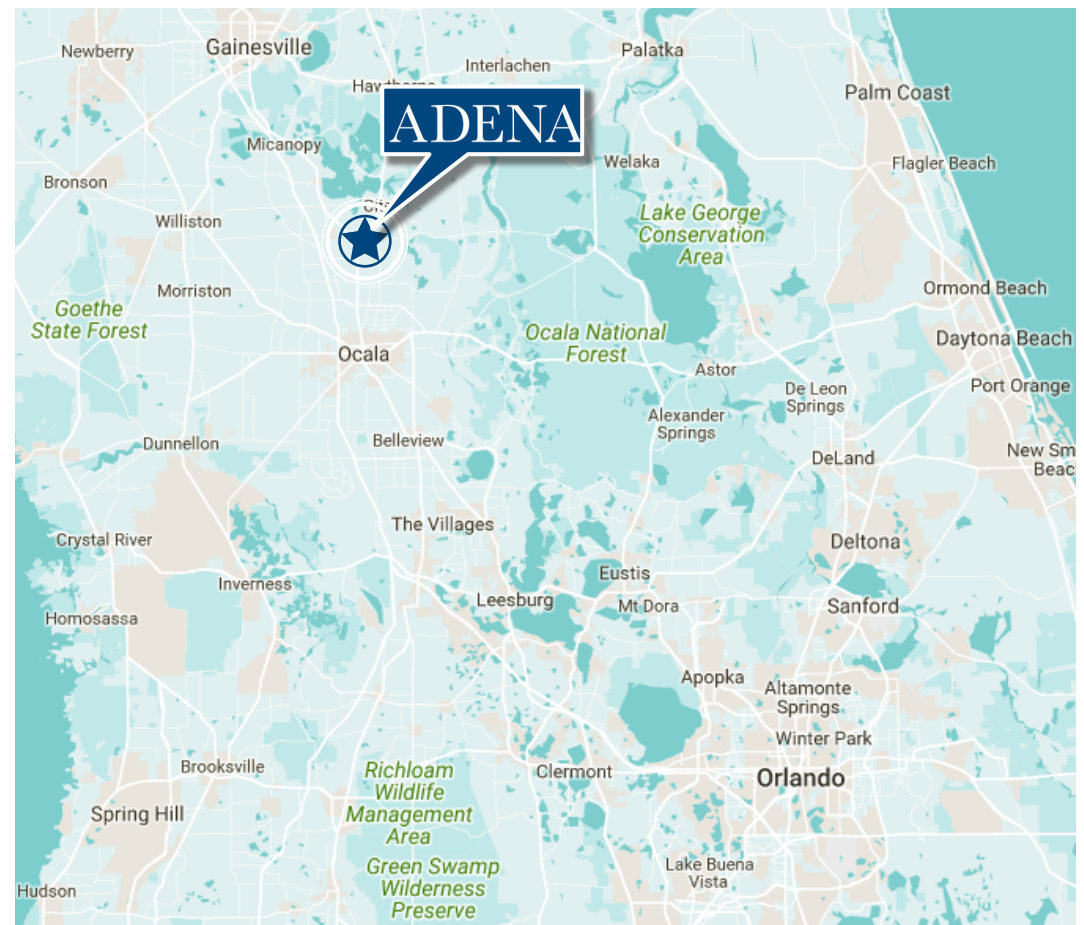 Newberry
Gainesville
Palatka
Interlachen
ADENA
Palm Coast
Micanopy
Welaka
Flagler Beach
Bronson
Williston
Lake George
Conservation
Area
Morriston
Ormond Beach
Goethe
State Forest
Ocala National
Forest
Ocala
Daytona Beach
Astor
De Leon
Springs
Port Orange
Alexander
Springs
Dunnellon
Belleview
DeLand
New Sm
Beac
The Villages
Crystal River
Deltona
Inverness
Eustis
Leesburg
Mt Dora
Sanford
Homosassa
Apopka
Altamonte
Springs
Winter Park
Brooksville
Richloam
Wildlife
Management
Area
Clermont
Orlando
Spring Hill
Green Swamp
Wilderness
Preserve
Lake Buena
Vista
Hudson